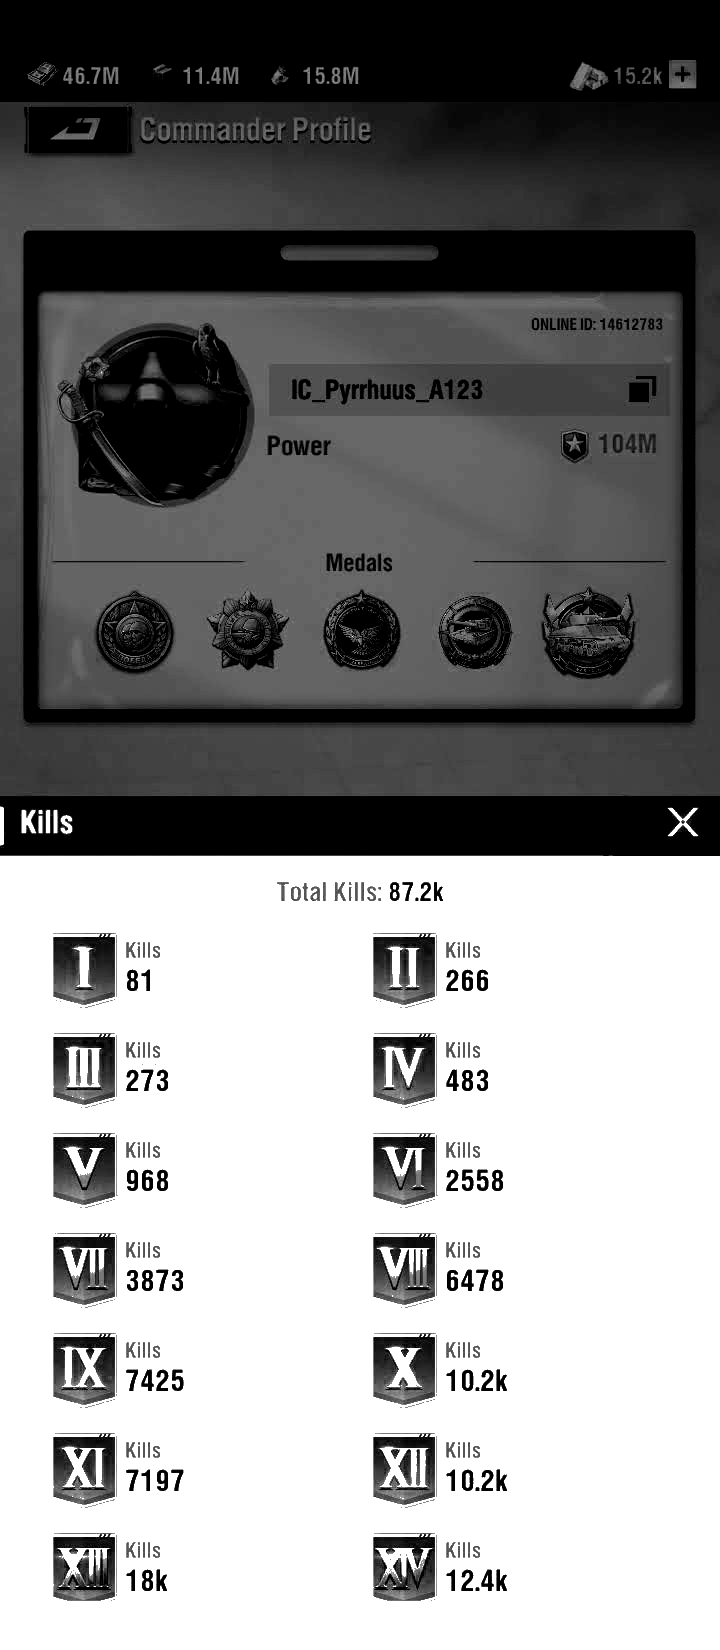 46.7M 11.4M 15.8M 15.2k
Commander Profile
ONLINE ID: 14612783
IC_Pyrrhuus_A123
Power 104M
Medals
Kills
Total Kills: 87.2k
I Kills 81
II Kills 266
III Kills 273
IV Kills 483
V Kills 968
VI Kills 2558
VII Kills 3873
VIII Kills 6478
IX Kills 7425
X Kills 10.2k
XI Kills 7197
XII Kills 10.2k
XIII Kills 18k
XIV Kills 12.4k